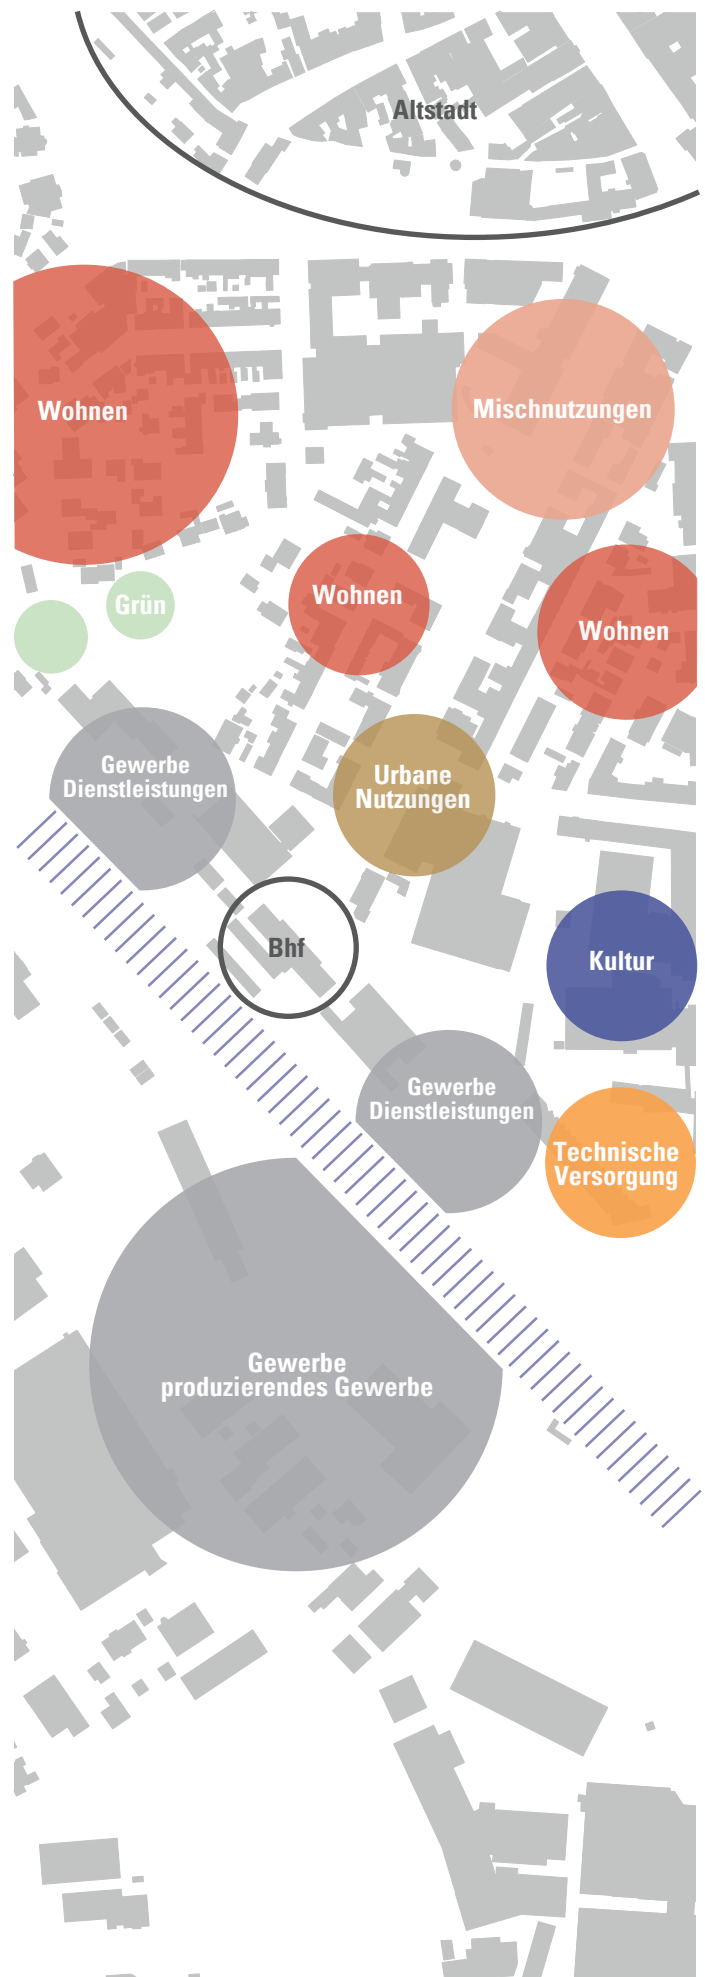 Altstadt
Wohnen
Mischnutzungen
Wohnen
Grün
Wohnen
Gewerbe
Dienstleistungen
Urbane
Nutzungen
Bhf
Kultur
Gewerbe
Dienstleistungen
Technische
Versorgung
Gewerbe
produzierendes Gewerbe